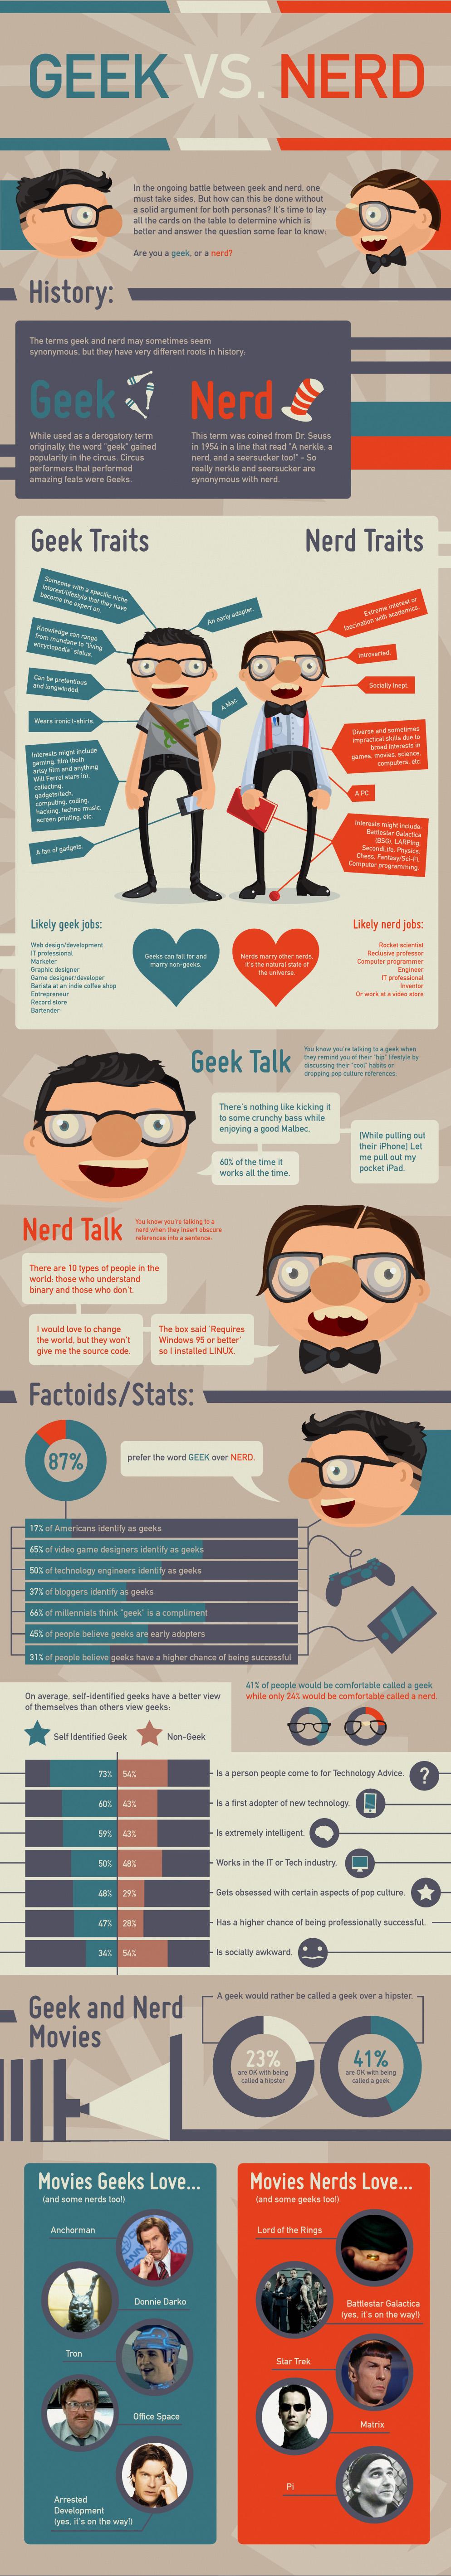 GEEK VS. NERD
In the ongoing battle between geek and nerd, one
must take sides. But how can this be done without
a solid argument for both personas? It's time to lay
all the cards on the table to determine which is
better and answer the question some fear to know:
Are you a geek, or a nerd?
History:
The terms geek and nerd may sometimes seem
synonymous, but they have very different roots in history:
Geek
While used as a derogatory term
originally, the word "geek" gained
popularity in the circus. Circus
performers that performed
amazing feats were Geeks.
Nerd
This term was coined from Dr. Seuss
in 1954 in a line that read "A nerkle, a
nerd, and a seersucker too!" - So
really nerkle and seersucker are
synonymous with nerd.
Geek Traits
Someone with a specific niche
interest/lifestyle that they have
become the expert on.
Knowledge can range
from mundane to "living
encyclopedia" status.
Can be pretentious
and longwinded.
Wears ironic t-shirts.
Interests might include
gaming, film (both
artsy film and anything
Will Ferrel stars in),
collecting,
gadgets/tech,
computing, coding,
hacking, techno music,
screen printing, etc.
A fan of gadgets.
An early adopter.
A Mac.
Nerd Traits
Extreme interest or
fascination with academics.
Introverted.
Socially Inept.
Diverse and sometimes
impractical skills due to
broad interests in
games, movies, science,
computers, etc.
A PC
Interests might include:
Battlestar Galactica
(BSG), LARPing,
SecondLife, Physics,
Chess, Fantasy/Sci-Fi,
Computer programming.
Likely geek jobs:
Web design/development
IT professional
Marketer
Graphic designer
Game designer/developer
Barista at an indie coffee shop
Entrepreneur
Record store
Bartender
Geeks can fall for and
marry non-geeks.
Nerds marry other nerds,
it's the natural state of
the universe.
Likely nerd jobs:
Rocket scientist
Reclusive professor
Computer programmer
Engineer
IT professional
Inventor
Or work at a video store
Geek Talk
You know you're talking to a geek when
they remind you of their "hip" lifestyle by
discussing their "cool" habits or
dropping pop culture references.
There's nothing like kicking it
to some crunchy bass while
enjoying a good Malbec.
60% of the time it
works all the time.
[While pulling out
their iPhone] Let
me pull out my
pocket iPad.
Nerd Talk
You know you're talking to a
nerd when they insert obscure
references into a sentence:
There are 10 types of people in the
world: those who understand
binary and those who don't.
I would love to change
the world, but they won't
give me the source code.
The box said 'Requires
Windows 95 or better'
so I installed LINUX.
Factoids/Stats:
87%
prefer the word GEEK over NERD.
17% of Americans identify as geeks
65% of video game designers identify as geeks
50% of technology engineers identify as geeks
37% of bloggers identify as geeks
66% of millennials think "geek" is a compliment
45% of people believe geeks are early adopters
31% of people believe geeks have a higher chance of being successful
On average, self-identified geeks have a better view
of themselves than others view geeks:
Self Identified Geek
Non-Geek
41% of people would be comfortable called a geek
while only 24% would be comfortable called a nerd.
73% 54% Is a person people come to for Technology Advice. ?
60% 43% Is a first adopter of new technology.
59% 43% Is extremely intelligent.
50% 48% Works in the IT or Tech industry.
48% 29% Gets obsessed with certain aspects of pop culture.
47% 28% Has a higher chance of being professionally successful.
34% 54% Is socially awkward.
Geek and Nerd
Movies
A geek would rather be called a geek over a hipster.
23%
are OK with being
called a hipster
41%
are OK with being
called a geek
Movies Geeks Love...
(and some nerds too!)
Anchorman
Donnie Darko
Tron
Office Space
Arrested
Development
(yes, it's on the way!)
Movies Nerds Love...
(and some geeks too!)
Lord of the Rings
Battlestar Galactica
(yes, it's on the way!)
Star Trek
Matrix
Pi